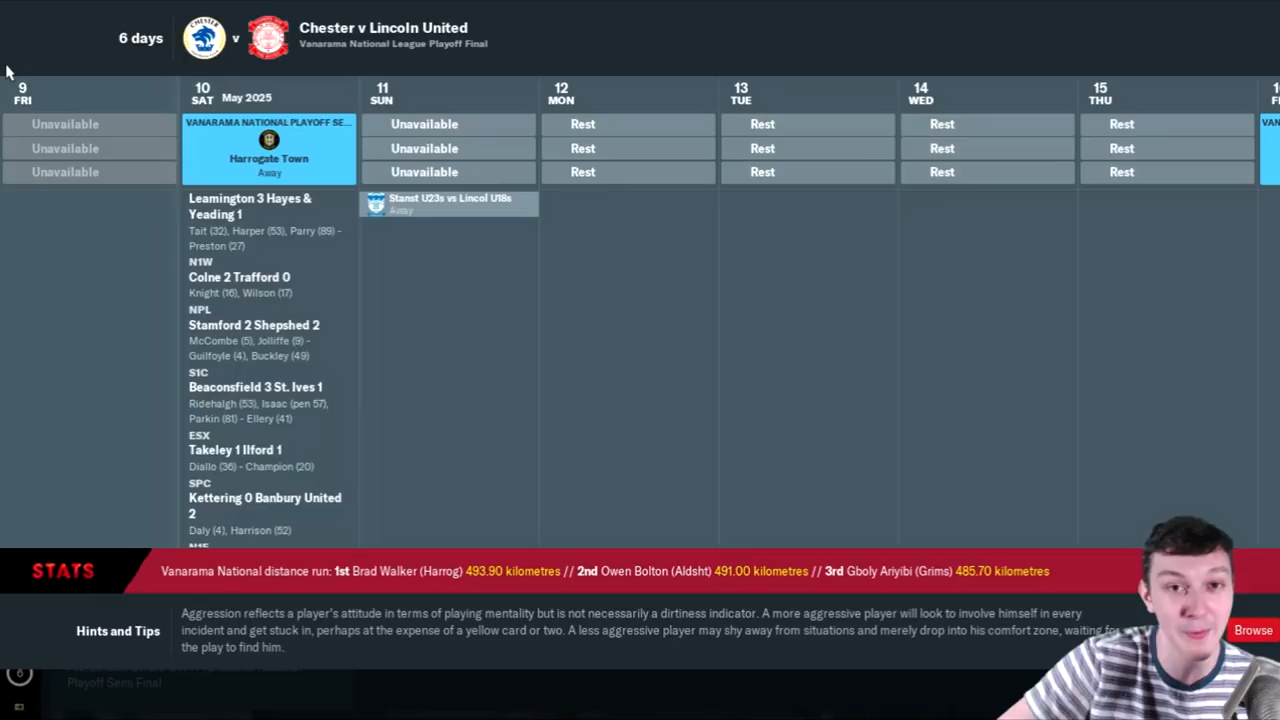 6 days
CHESTER
v
Chester v Lincoln United
Vanarama National League Playoff Final
9
FRI
10
SAT May 2025
11
SUN
12
MON
13
TUE
14
WED
15
THU
Unavailable
Unavailable
Unavailable
VANARAMA NATIONAL PLAYOFF SE...
Harrogate Town
Away
Unavailable
Unavailable
Unavailable
Rest
Rest
Rest
Rest
Rest
Rest
Rest
Rest
Rest
Rest
Rest
Rest
VAN
Leamington 3 Hayes &
Yeading 1
Tait (32), Harper (53), Parry (89) -
Preston (27)
N1W
Colne 2 Trafford 0
Knight (16), Wilson (17)
NPL
Stamford 2 Shepshed 2
McCombe (5), Jolliffe (9) -
Guilfoyle (4), Buckley (49)
S1C
Beaconsfield 3 St. Ives 1
Ridehalgh (53), Isaac (pen 57),
Parkin (81) - Ellery (41)
ESX
Takeley 1 Ilford 1
Diallo (36) - Champion (20)
SPC
Kettering 0 Banbury United
2
Daly (4), Harrison (52)
Stanst U23s vs Lincol U18s
Away
STATS
Vanarama National distance run: 1st Brad Walker (Harrog) 493.90 kilometres // 2nd Owen Bolton (Aldsht) 491.00 kilometres // 3rd Gboly Ariyibi (Grims) 485.70 kilometres
Hints and Tips
Aggression reflects a player's attitude in terms of playing mentality but is not necessarily a dirtiness indicator. A more aggressive player will look to involve himself in every
incident and get stuck in, perhaps at the expense of a yellow card or two. A less aggressive player may shy away from situations and merely drop into his comfort zone, waiting for
the play to find him.
Browse
6
Playoff Semi Final